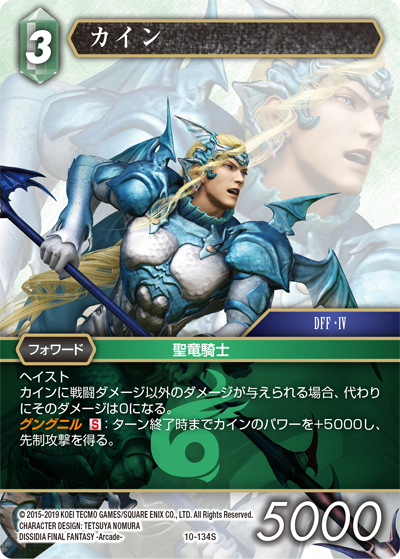 3
カイン
DFF・IV
フォワード
聖竜騎士
ヘイスト
カインに戦闘ダメージ以外のダメージが与えられる場合、代わり
にそのダメージは0になる。
グングニル S：ターン終了時までカインのパワーを+5000し、
先制攻撃を得る。
© 2015-2019 KOEI TECMO GAMES/SQUARE ENIX CO., LTD. All Rights Reserved.
CHARACTER DESIGN: TETSUYA NOMURA
DISSIDIA FINAL FANTASY -Arcade-
10-134S
5000